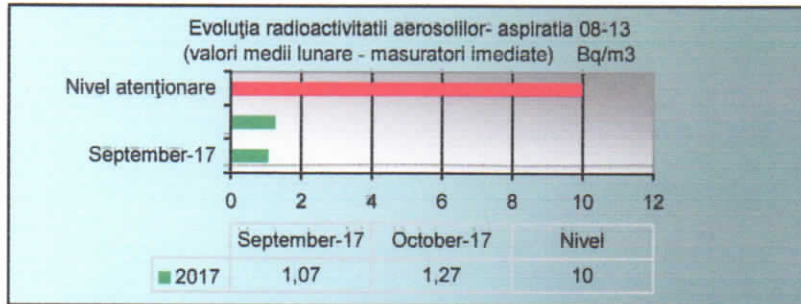 Evoluţia radioactivitatii aerosolilor- aspiratia 08-13
(valori medii lunare - masuratori imediate) Bq/m3
Nivel atenţionare
September-17
0 2 4 6 8 10 12
September-17 October-17 Nivel
2017 1,07 1,27 10